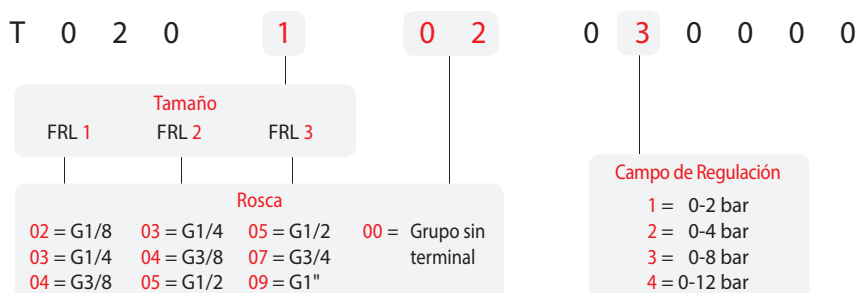 T 0 2 0 1 0 2 0 3 0 0 0 0
Tamaño
FRL 1 FRL 2 FRL 3
Rosca
02 = G1/8 03 = G1/4 05 = G1/2 00 = Grupo sin
03 = G1/4 04 = G3/8 07 = G3/4 terminal
04 = G3/8 05 = G1/2 09 = G1"
Campo de Regulación
1 = 0-2 bar
2 = 0-4 bar
3 = 0-8 bar
4 = 0-12 bar